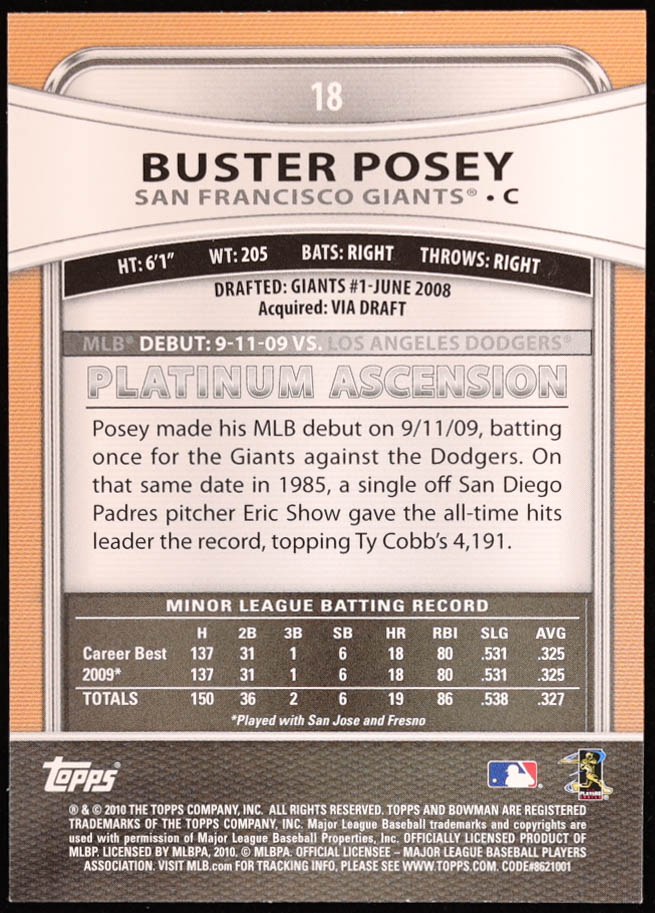 18
BUSTER POSEY
SAN FRANCISCO GIANTS® • C
HT: 6'1" WT: 205 BATS: RIGHT THROWS: RIGHT
DRAFTED: GIANTS #1-JUNE 2008
Acquired: VIA DRAFT
MLB® DEBUT: 9-11-09 VS. LOS ANGELES DODGERS®
PLATINUM ASCENSION
Posey made his MLB debut on 9/11/09, batting
once for the Giants against the Dodgers. On
that same date in 1985, a single off San Diego
Padres pitcher Eric Show gave the all-time hits
leader the record, topping Ty Cobb's 4,191.
MINOR LEAGUE BATTING RECORD
H 2B 3B SB HR RBI SLG AVG
Career Best 137 31 1 6 18 80 .531 .325
2009* 137 31 1 6 18 80 .531 .325
TOTALS 150 36 2 6 19 86 .538 .327
*Played with San Jose and Fresno
Topps®
PLAYERS
CHOICE
® & © 2010 THE TOPPS COMPANY, INC. ALL RIGHTS RESERVED. TOPPS AND BOWMAN ARE REGISTERED
TRADEMARKS OF THE TOPPS COMPANY, INC. Major League Baseball trademarks and copyrights are
used with permission of Major League Baseball Properties, Inc. OFFICIALLY LICENSED PRODUCT OF
MLBP. LICENSED BY MLBPA, 2010. © MLBPA. OFFICIAL LICENSEE – MAJOR LEAGUE BASEBALL PLAYERS
ASSOCIATION. VISIT MLB.com FOR TRACKING INFO. PLEASE SEE WWW.TOPPS.COM. CODE#8621001